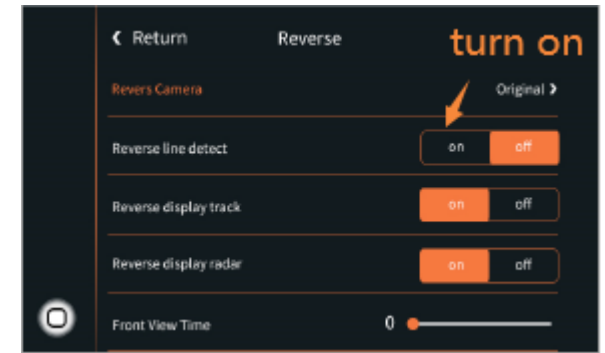 ❮ Return Reverse turn on
Revers Camera Original ❯
Reverse line detect on off
Reverse display track on off
Reverse display radar on off
Front View Time 0